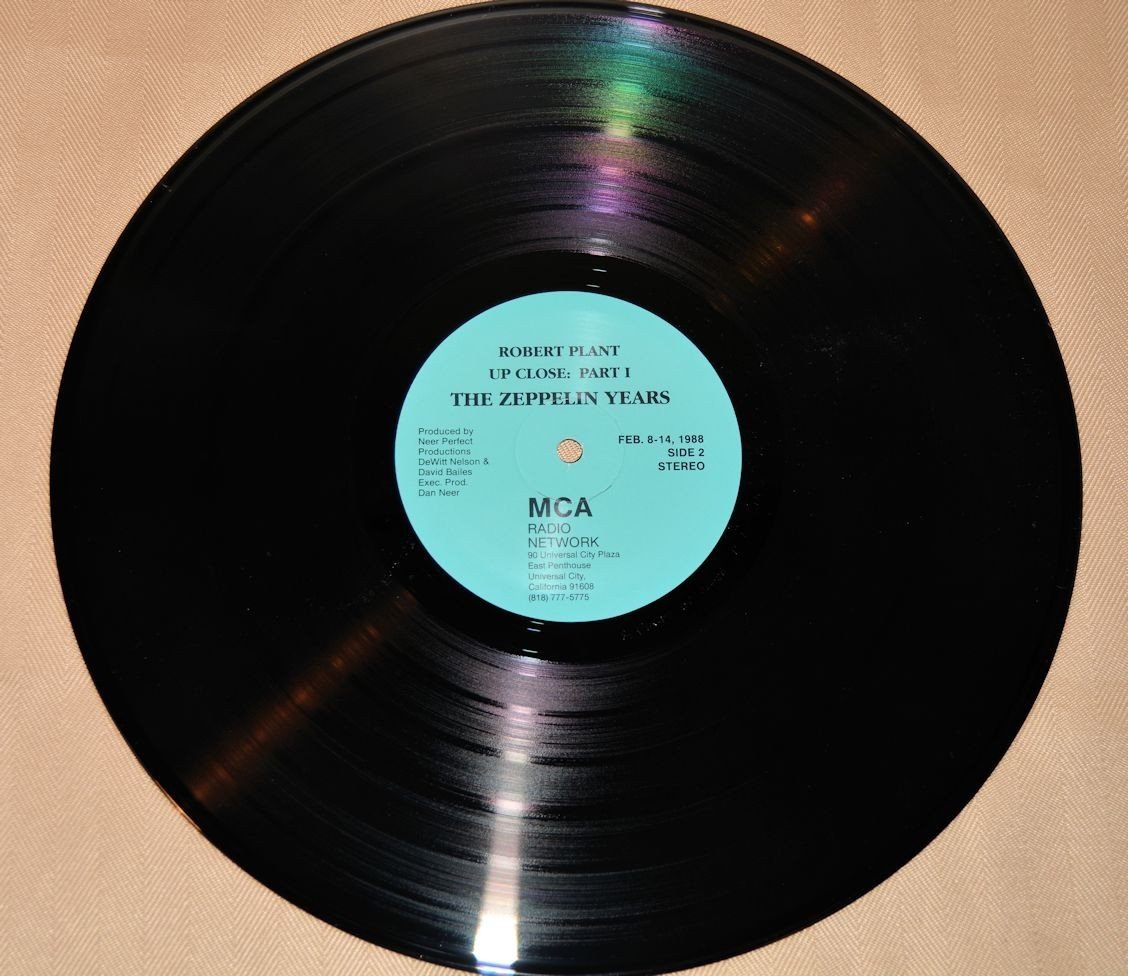 ROBERT PLANT
UP CLOSE: PART I
THE ZEPPELIN YEARS
Produced by
Neer Perfect
Productions
DeWitt Nelson &
David Bailes
Exec. Prod.
Dan Neer
FEB. 8-14, 1988
SIDE 2
STEREO
MCA
RADIO
NETWORK
90 Universal City Plaza
East Penthouse
Universal City,
California 91608
(818) 777-5775